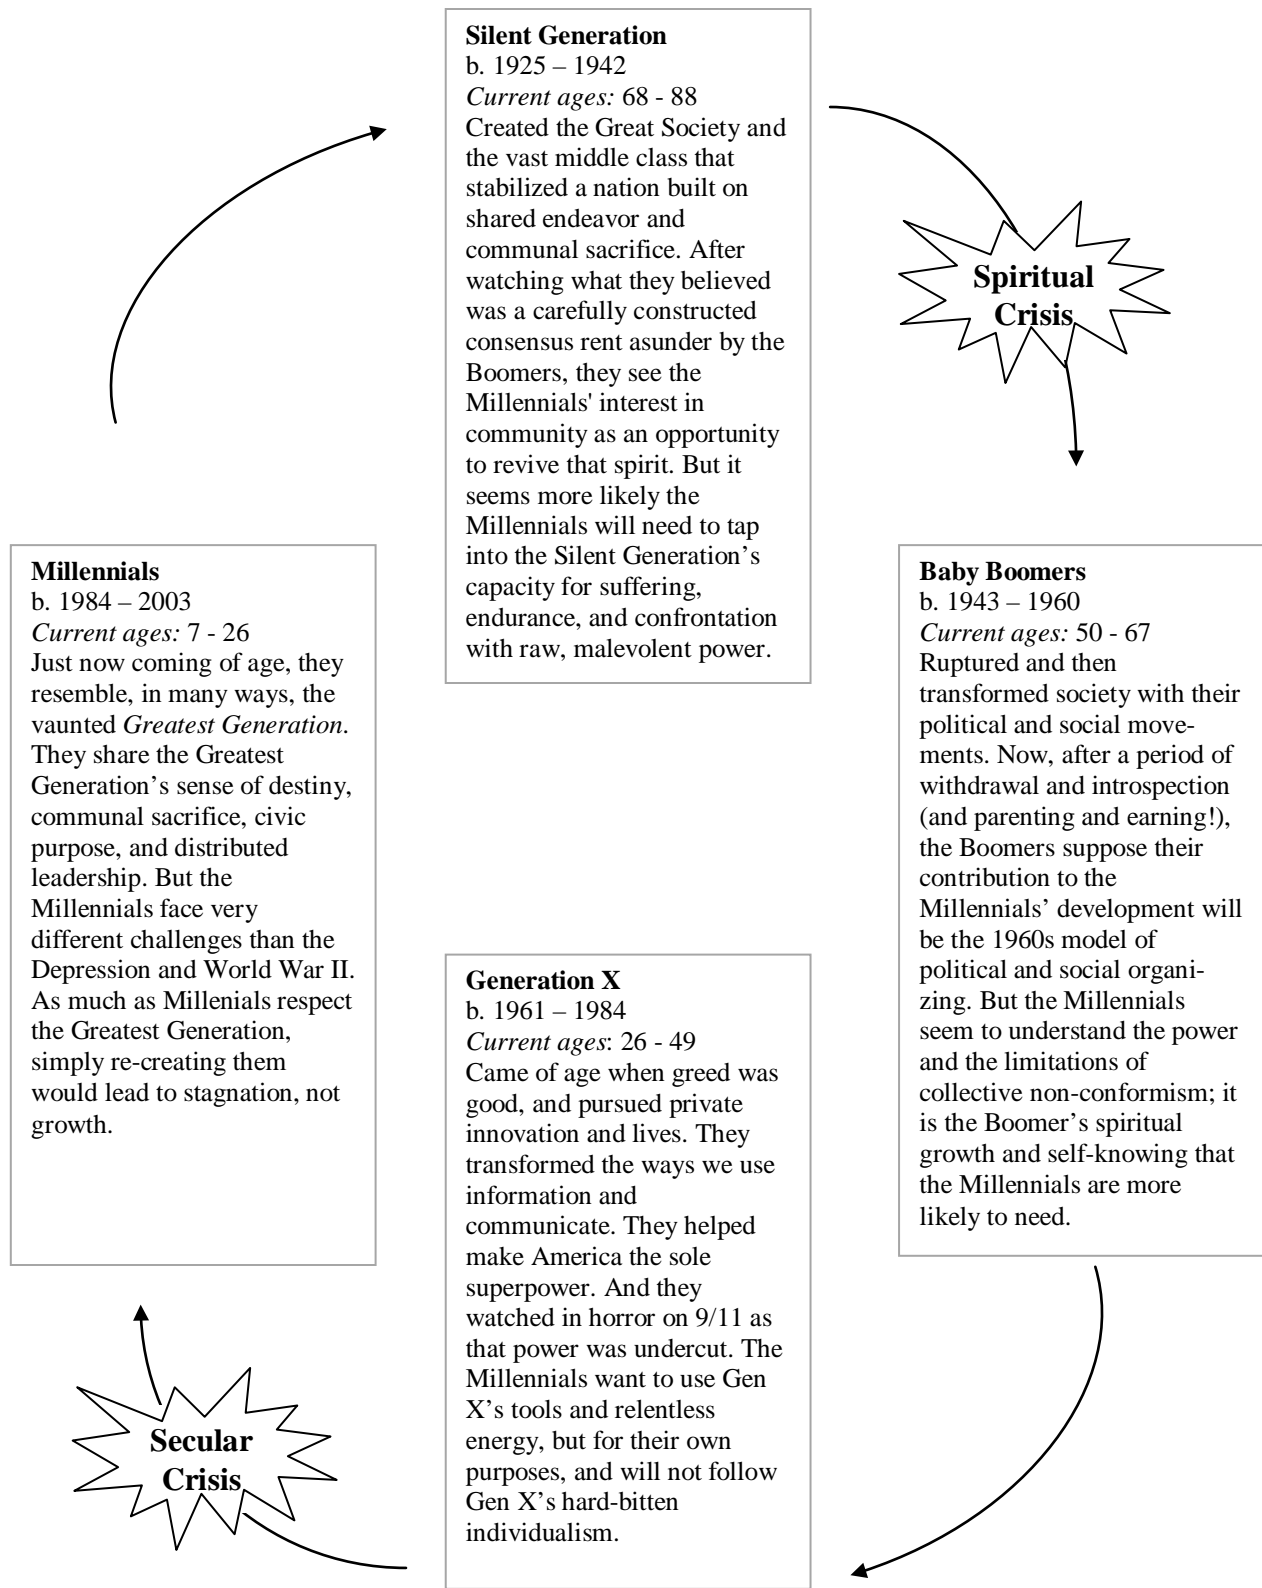 Silent Generation
b. 1925 – 1942
Current ages: 68 - 88
Created the Great Society and
the vast middle class that
stabilized a nation built on
shared endeavor and
communal sacrifice. After
watching what they believed
was a carefully constructed
consensus rent asunder by the
Boomers, they see the
Millennials' interest in
community as an opportunity
to revive that spirit. But it
seems more likely the
Millennials will need to tap
into the Silent Generation’s
capacity for suffering,
endurance, and confrontation
with raw, malevolent power.
Spiritual
Crisis
Baby Boomers
b. 1943 – 1960
Current ages: 50 - 67
Ruptured and then
transformed society with their
political and social move-
ments. Now, after a period of
withdrawal and introspection
(and parenting and earning!),
the Boomers suppose their
contribution to the
Millennials’ development will
be the 1960s model of
political and social organi-
zing. But the Millennials
seem to understand the power
and the limitations of
collective non-conformism; it
is the Boomer’s spiritual
growth and self-knowing that
the Millennials are more
likely to need.
Generation X
b. 1961 – 1984
Current ages: 26 - 49
Came of age when greed was
good, and pursued private
innovation and lives. They
transformed the ways we use
information and
communicate. They helped
make America the sole
superpower. And they
watched in horror on 9/11 as
that power was undercut. The
Millennials want to use Gen
X’s tools and relentless
energy, but for their own
purposes, and will not follow
Gen X’s hard-bitten
individualism.
Secular
Crisis
Millennials
b. 1984 – 2003
Current ages: 7 - 26
Just now coming of age, they
resemble, in many ways, the
vaunted Greatest Generation.
They share the Greatest
Generation’s sense of destiny,
communal sacrifice, civic
purpose, and distributed
leadership. But the
Millennials face very
different challenges than the
Depression and World War II.
As much as Millenials respect
the Greatest Generation,
simply re-creating them
would lead to stagnation, not
growth.